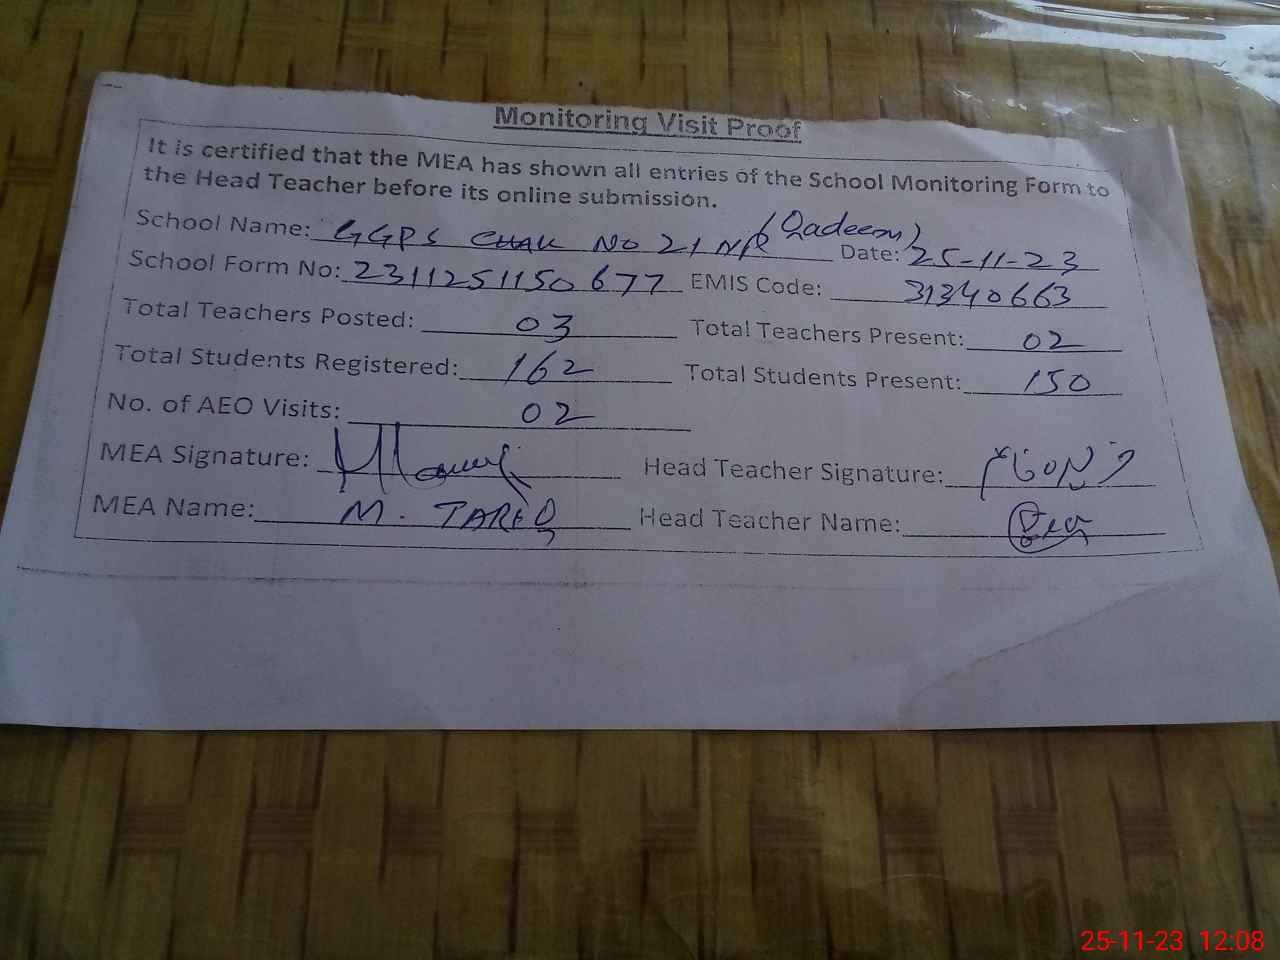 Monitoring Visit Proof
It is certified that the MEA has shown all entries of the School Monitoring Form to
the Head Teacher before its online submission.
School Name: GGPS CHAK NO 21 NP (Qadeem) Date: 25-11-23
School Form No: 2311251150677 EMIS Code: 31340663
Total Teachers Posted: 03 Total Teachers Present: 02
Total Students Registered: 162 Total Students Present: 150
No. of AEO Visits: 02
MEA Signature: Head Teacher Signature:
MEA Name: M. TAREQ Head Teacher Name:
25-11-23 12:08